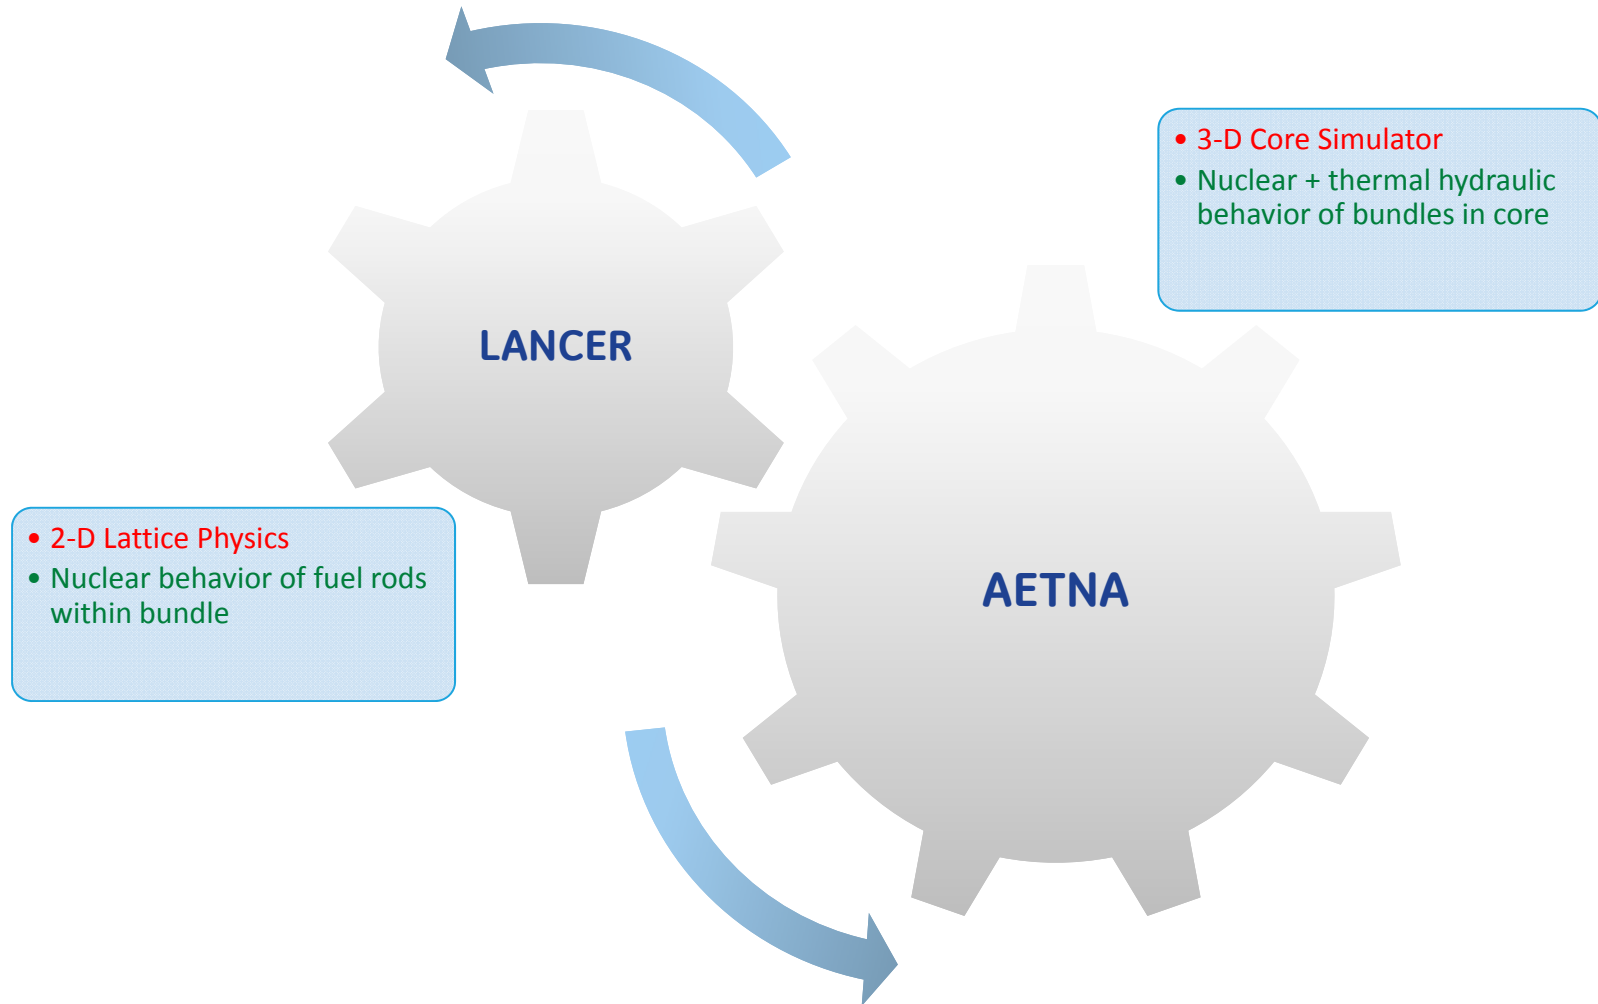 • 3-D Core Simulator
• Nuclear + thermal hydraulic
behavior of bundles in core
LANCER
• 2-D Lattice Physics
• Nuclear behavior of fuel rods
within bundle
AETNA